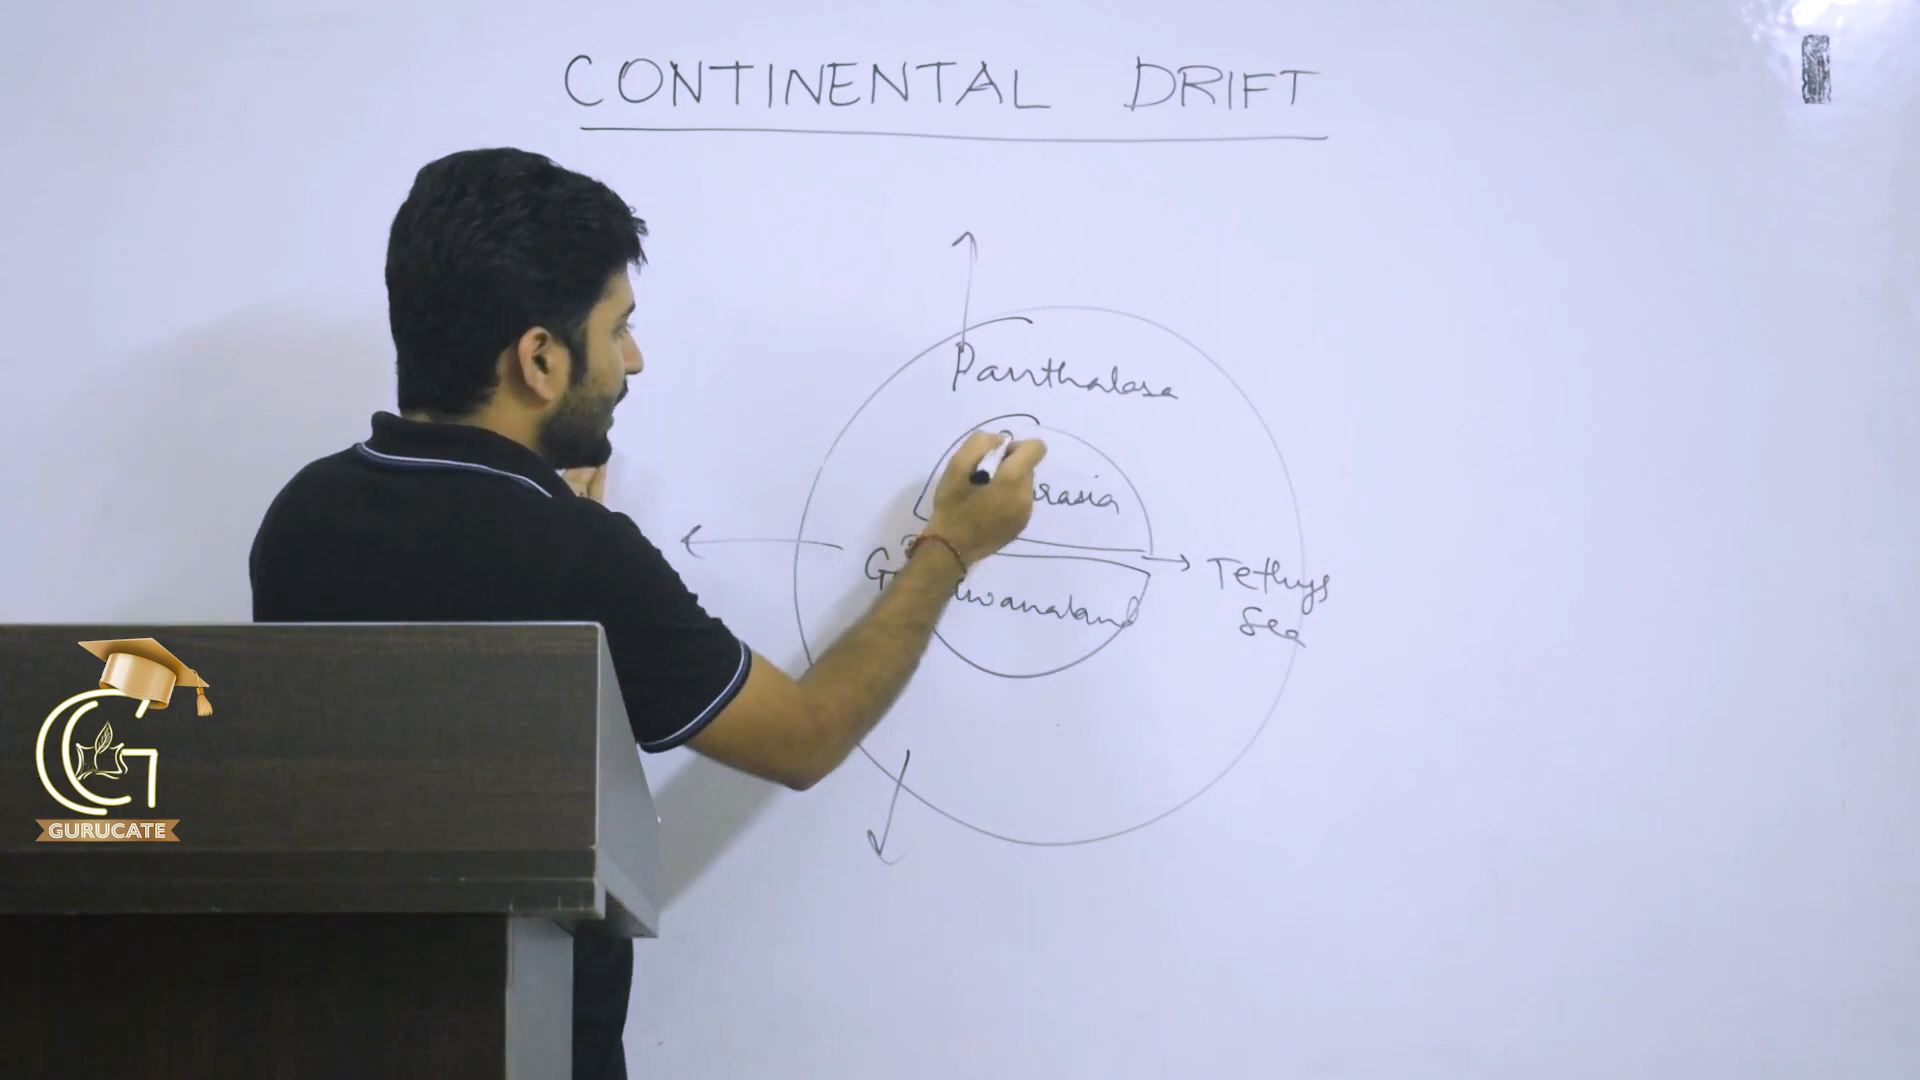 CONTINENTAL DRIFT
Panthalasa
Tethys
Sea
GURUCATE